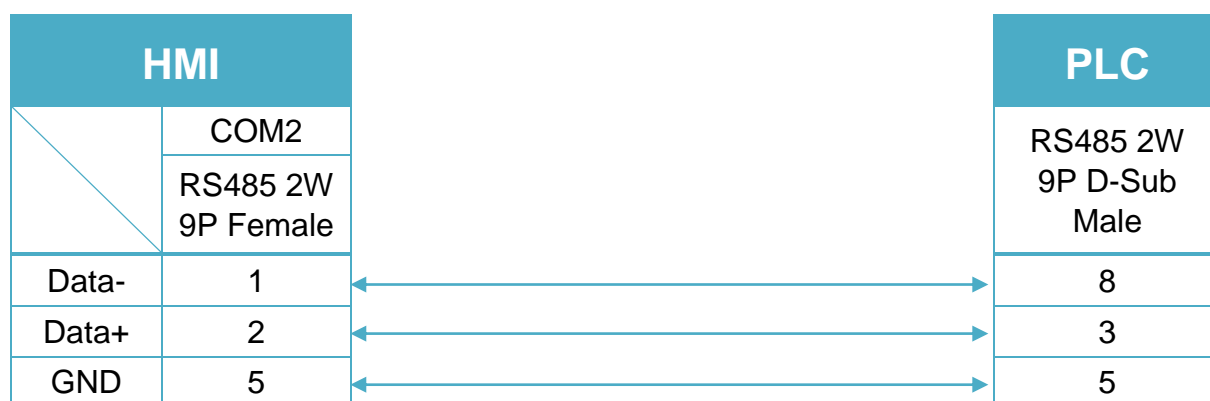 HMI
PLC
COM2
RS485 2W
9P Female
RS485 2W
9P D-Sub
Male
Data- 1 8
Data+ 2 3
GND 5 5